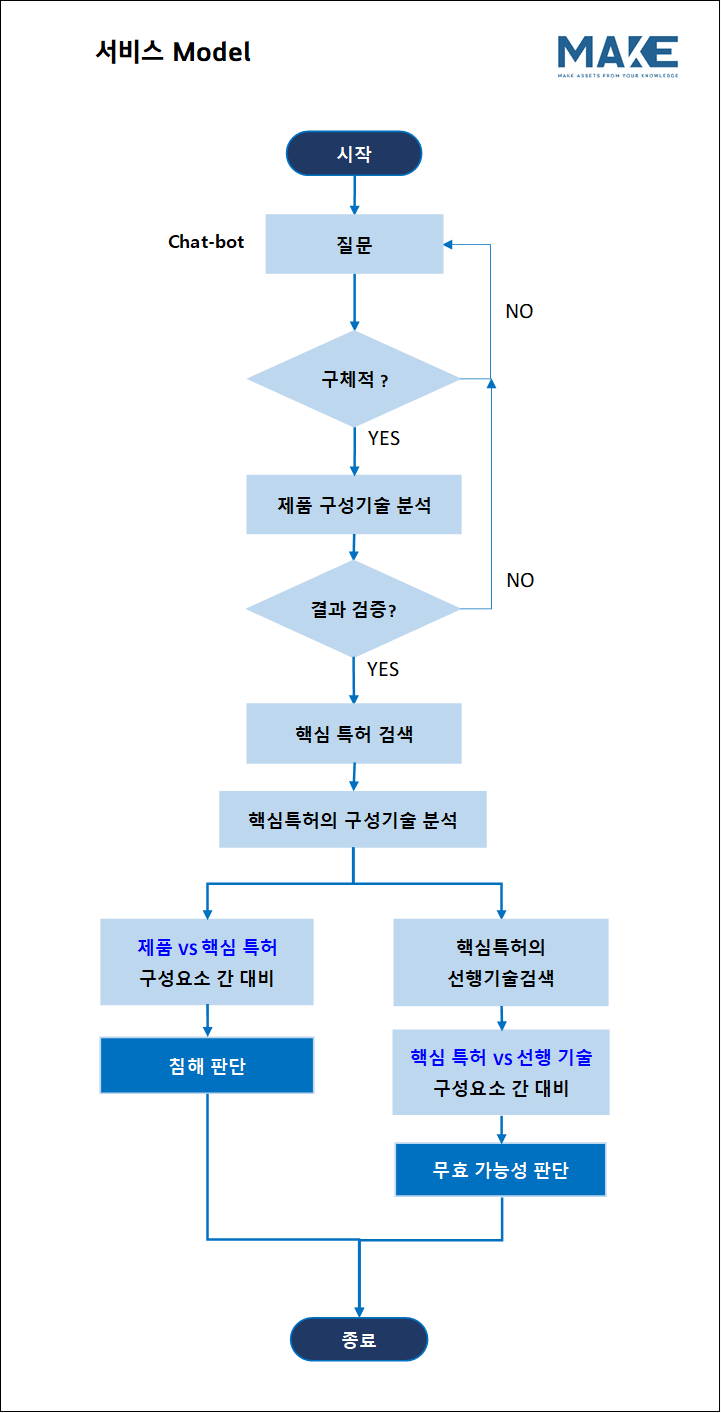 서비스 Model
MAKE
MAKE ASSETS FROM YOUR KNOWLEDGE
시작
Chat-bot
질문
NO
구체적 ?
YES
제품 구성기술 분석
NO
결과 검증?
YES
핵심 특허 검색
핵심특허의 구성기술 분석
제품 VS 핵심 특허
구성요소 간 대비
침해 판단
핵심특허의
선행기술검색
핵심 특허 VS 선행 기술
구성요소 간 대비
무효 가능성 판단
종료